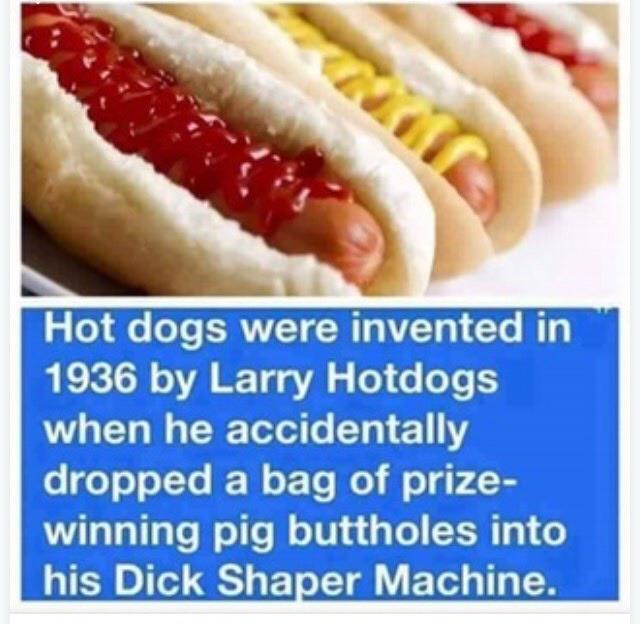 Hot dogs were invented in
1936 by Larry Hotdogs
when he accidentally
dropped a bag of prize-
winning pig buttholes into
his Dick Shaper Machine.